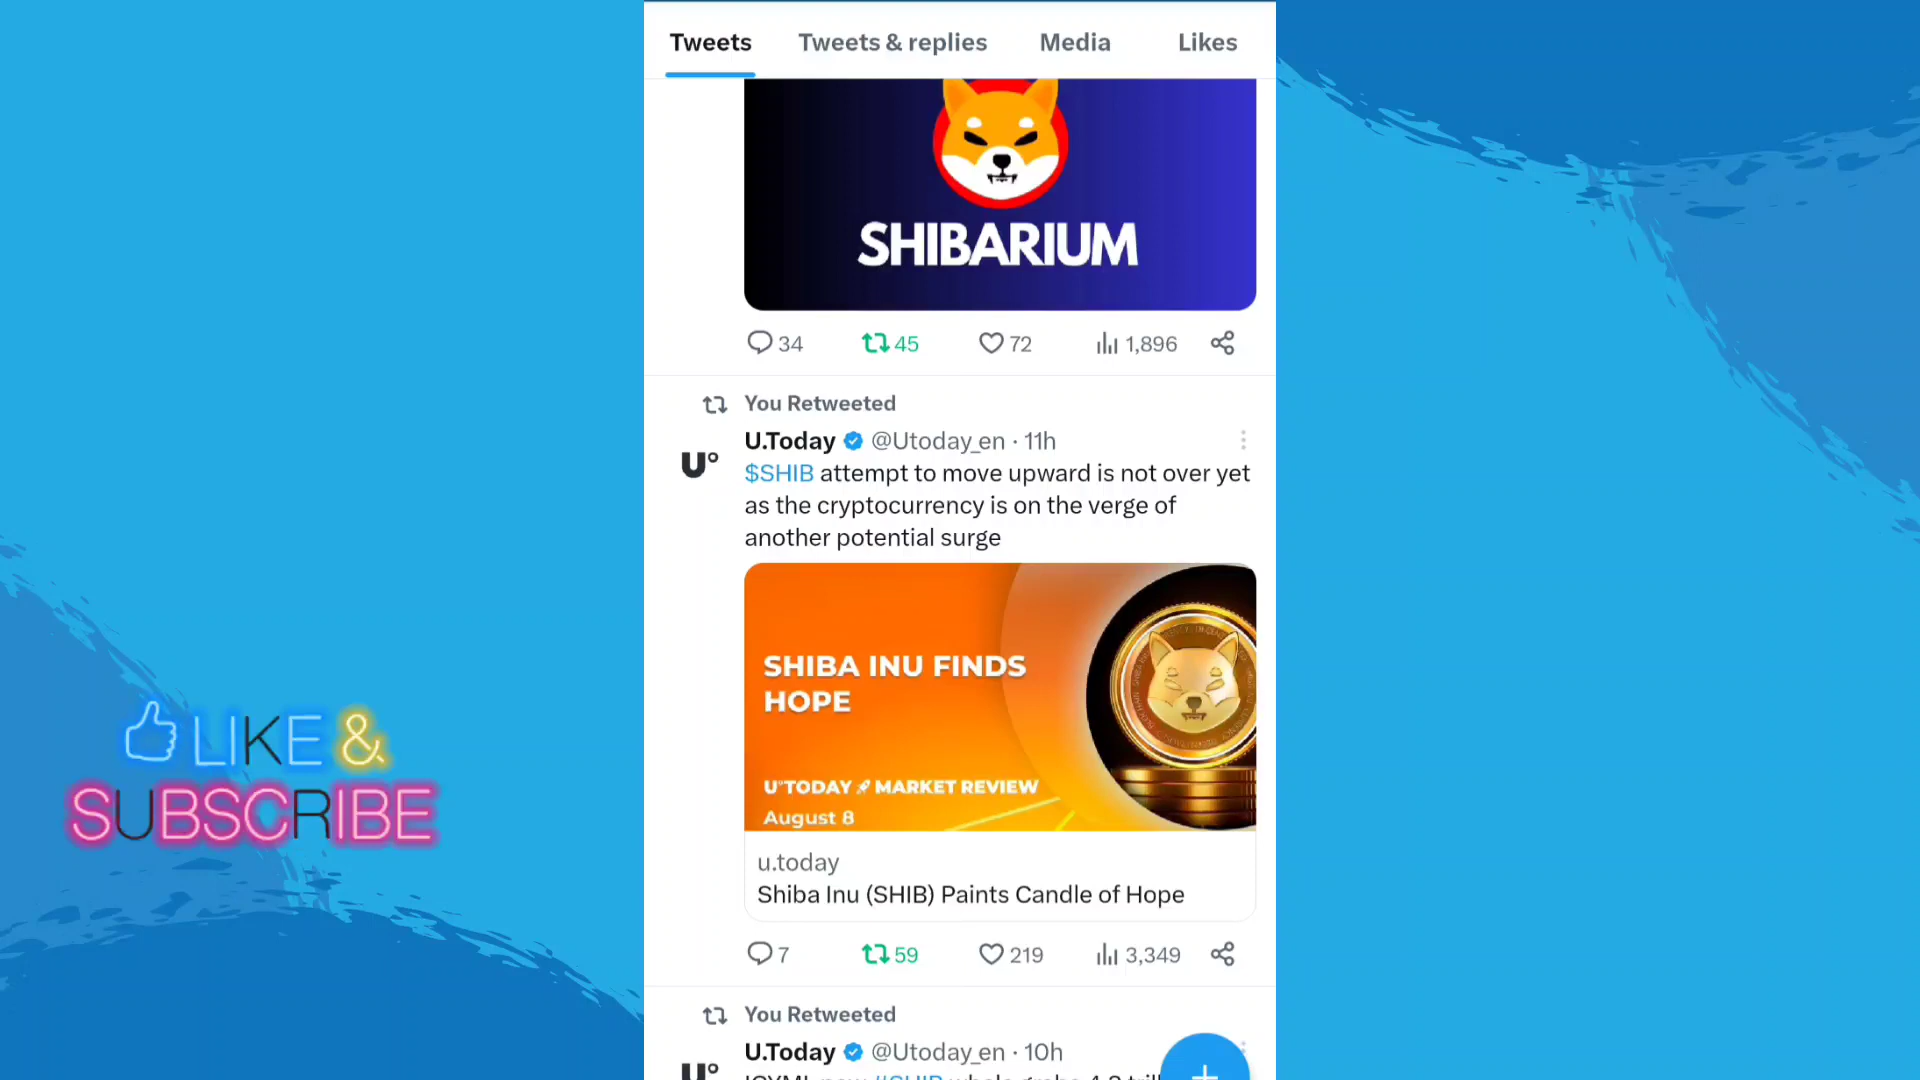 Tweets Tweets & replies Media Likes
SHIBARIUM
34 45 72 1,896
You Retweeted
U.Today @Utoday_en · 11h
U°
$SHIB attempt to move upward is not over yet
as the cryptocurrency is on the verge of
another potential surge
SHIBA INU FINDS
HOPE
U°TODAY MARKET REVIEW
August 8
u.today
Shiba Inu (SHIB) Paints Candle of Hope
7 59 219 3,349
You Retweeted
U.Today @Utoday_en · 10h
LIKE &
SUBSCRIBE